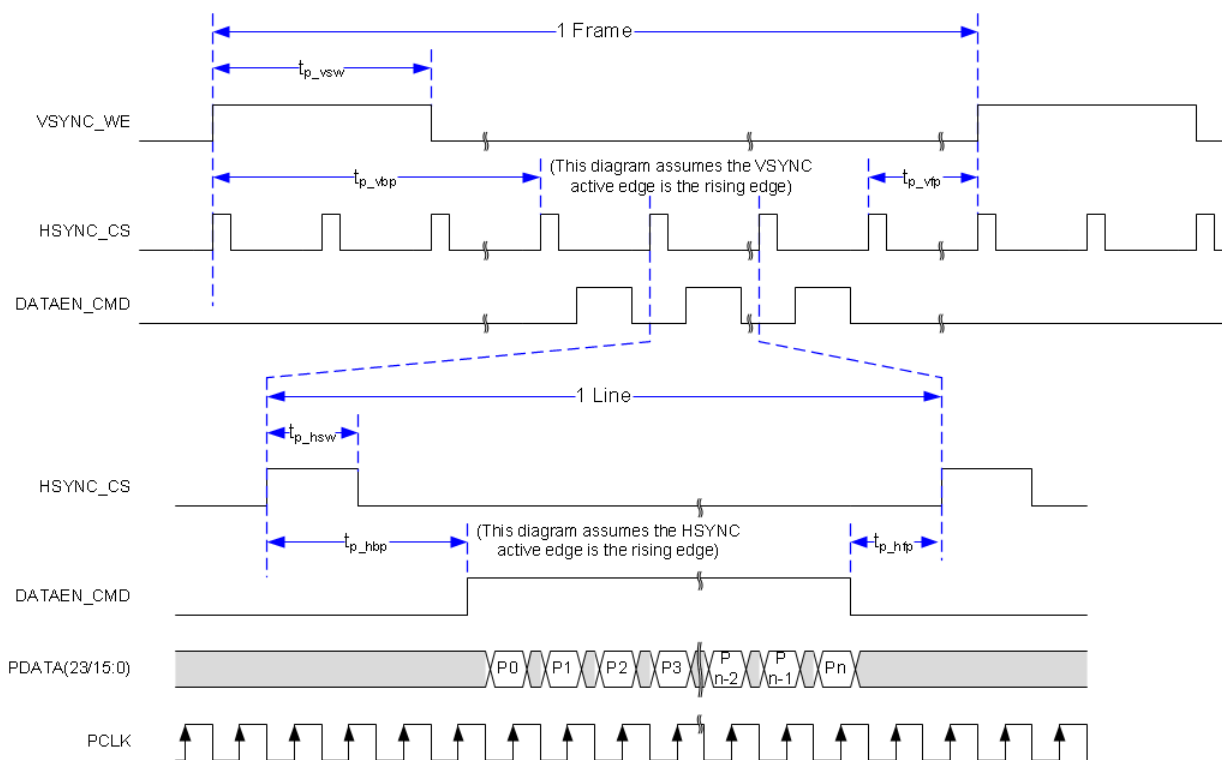 1 Frame
tp_vsw
VSYNC_WE
(This diagram assumes the VSYNC
active edge is the rising edge)
tp_vbp
tp_vfp
HSYNC_CS
DATAEN_CMD
1 Line
tp_hsw
HSYNC_CS
(This diagram assumes the HSYNC
active edge is the rising edge)
tp_hbp
tp_hfp
DATAEN_CMD
PDATA(23/15:0)
P0 P1 P2 P3 P n-2 P n-1 Pn
PCLK